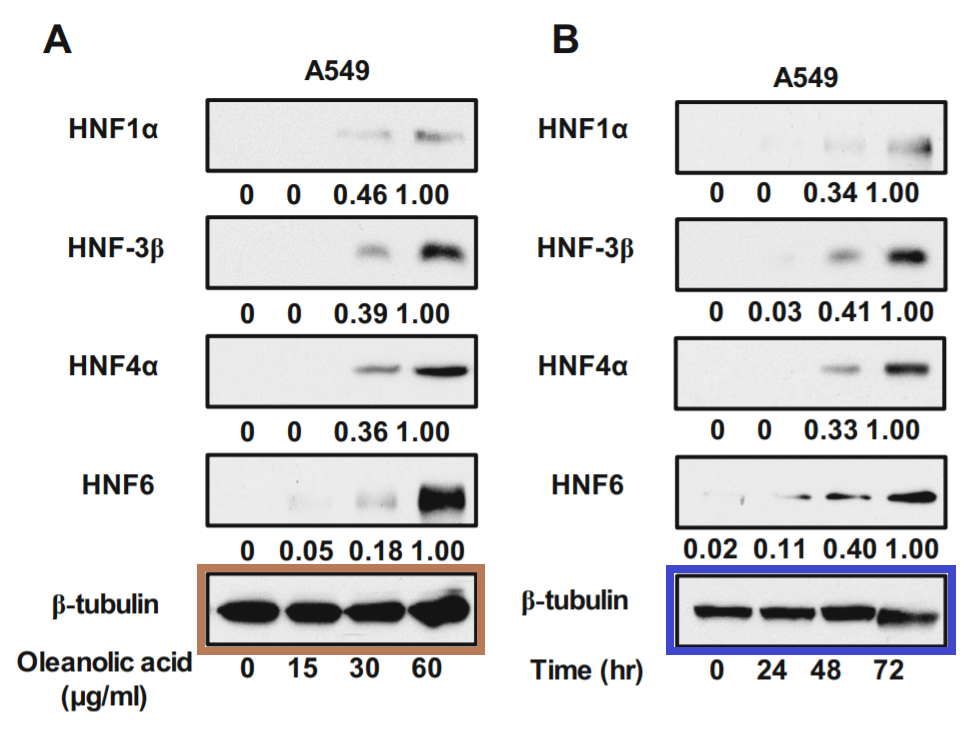 A
A549
HNF1α
0 0 0.46 1.00
HNF-3β
0 0 0.39 1.00
HNF4α
0 0 0.36 1.00
HNF6
0 0.05 0.18 1.00
β-tubulin
Oleanolic acid 0 15 30 60
(µg/ml)
B
A549
HNF1α
0 0 0.34 1.00
HNF-3β
0 0.03 0.41 1.00
HNF4α
0 0 0.33 1.00
HNF6
0.02 0.11 0.40 1.00
β-tubulin
Time (hr) 0 24 48 72